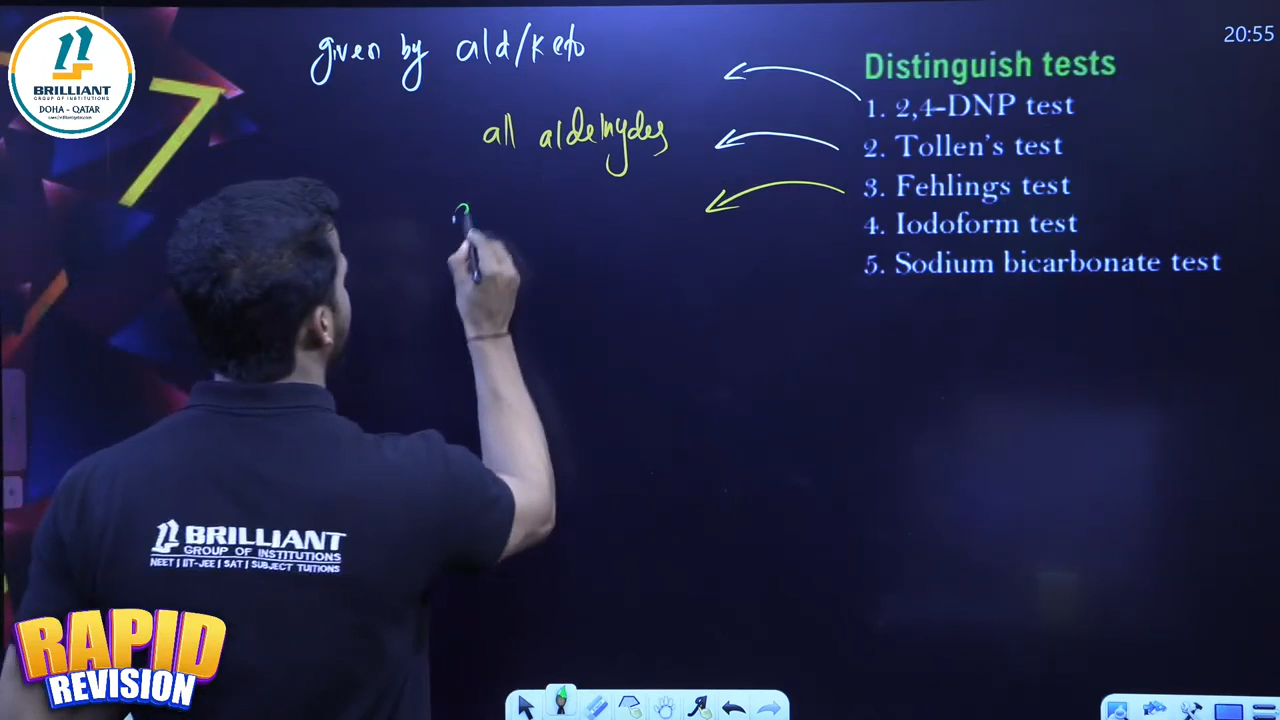 BRILLIANT
GROUP OF INSTITUTIONS
DOHA - QATAR
given by ald/keto
all aldehydes
20:55
Distinguish tests
1. 2,4-DNP test
2. Tollen's test
3. Fehlings test
4. Iodoform test
5. Sodium bicarbonate test
BRILLIANT
GROUP OF INSTITUTIONS
NEET | IIT-JEE | SAT | SUBJECT TUITIONS
RAPID
REVISION